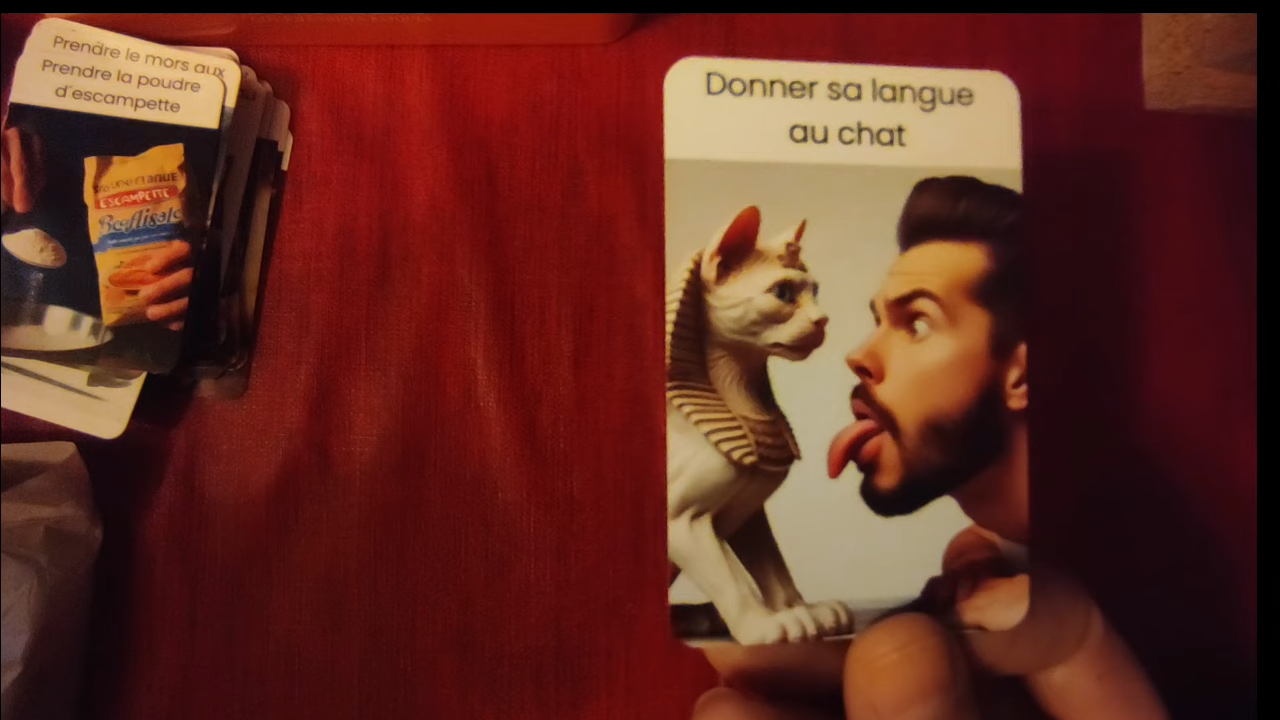 Prendre le mors aux
Prendre la poudre
d'escampette
ESCAMPETTE
Donner sa langue
au chat